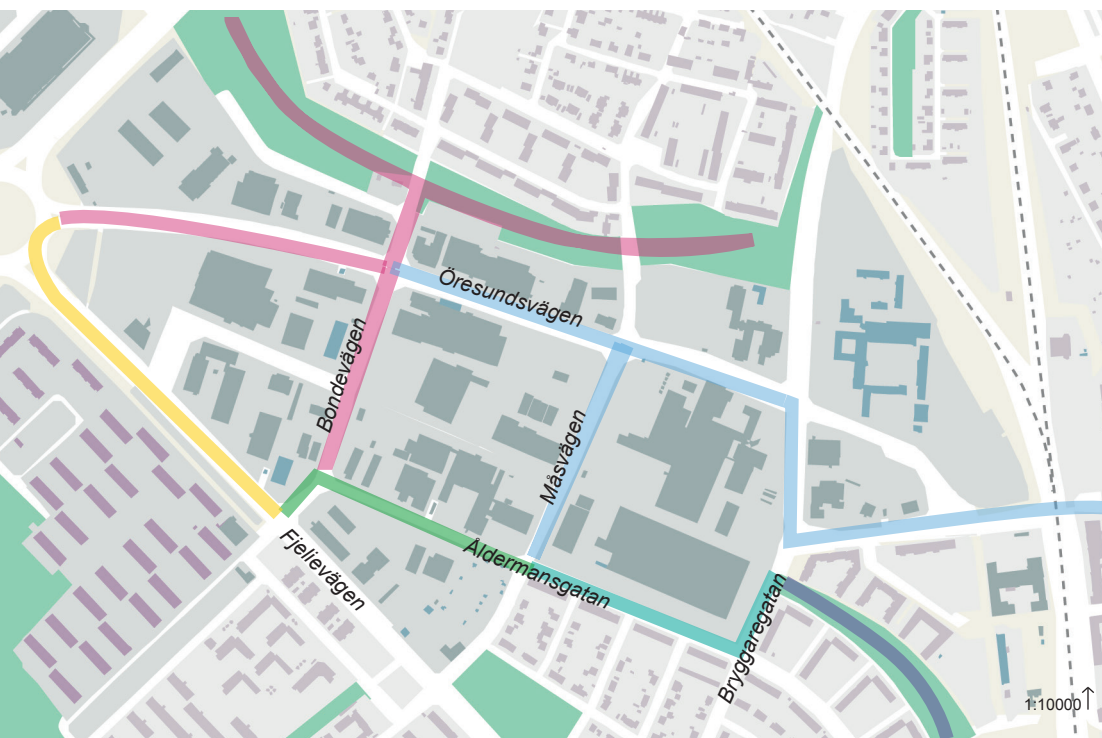 Öresundsvägen
Bondevägen
Måsvägen
Fjelievägen
Åldermansgatan
Bryggaregatan
1:10000